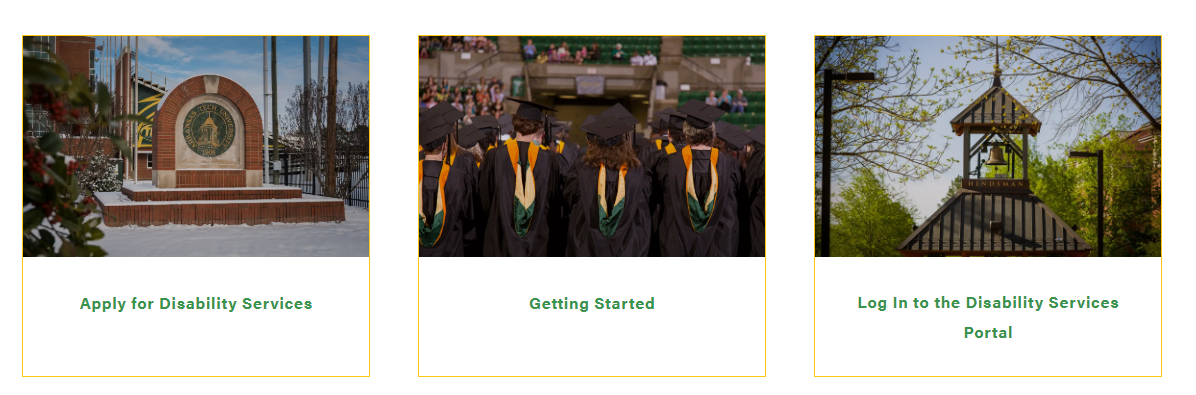 HINDSMAN
Apply for Disability Services
Getting Started
Log In to the Disability Services
Portal